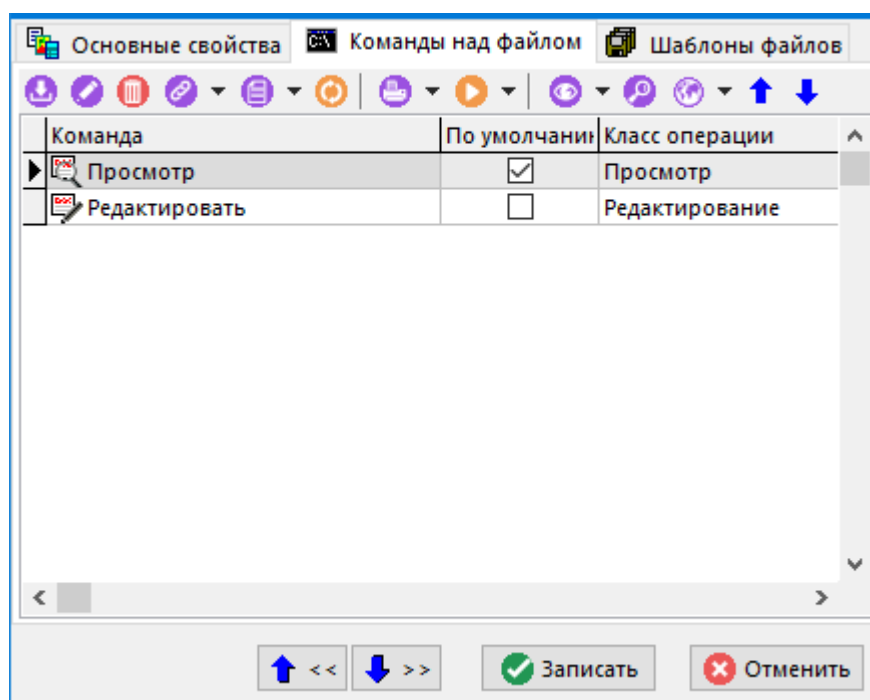 Основные свойства Команды над файлом Шаблоны файлов
Команда По умолчани Класс операции
Просмотр Просмотр
Редактировать Редактирование
<< >> Записать Отменить